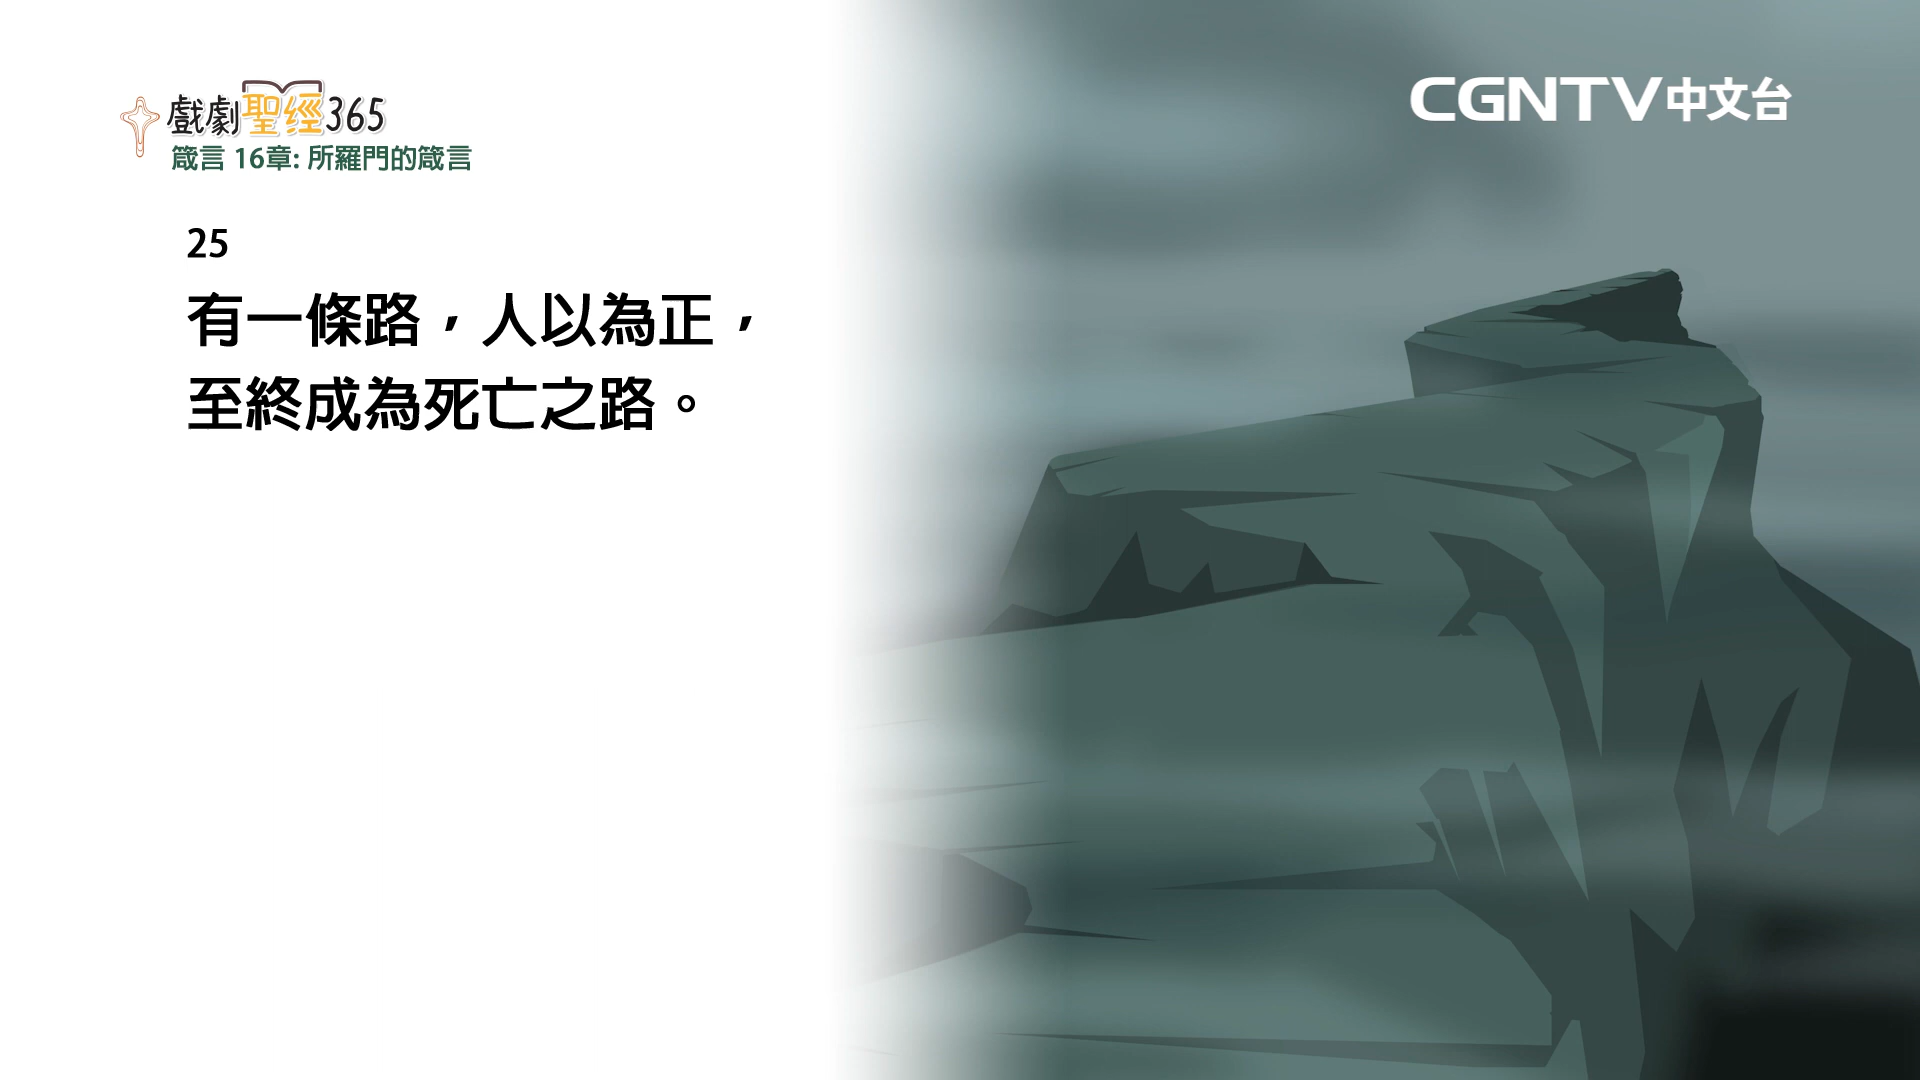 戲劇聖經365
箴言 16章: 所羅門的箴言
CGNTV中文台
25
有一條路，人以為正，
至終成為死亡之路。